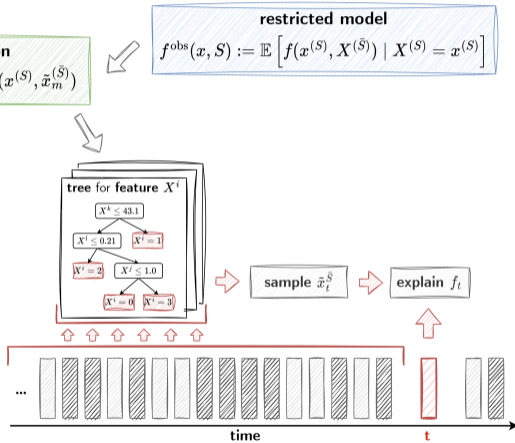 restricted model
f^obs(x, S) := 𝔼 [f(x^(S), X^(S̄)) | X^(S) = x^(S)]
n
(x^(S), x̃_m^(S̄))
tree for feature X^i
X^k ≤ 43.1
X^l ≤ 0.21
X^i = 1
X^i = 2
X^j ≤ 1.0
X^i = 0
X^i = 3
sample x̃_t^S̄
explain f_t
...
time
t